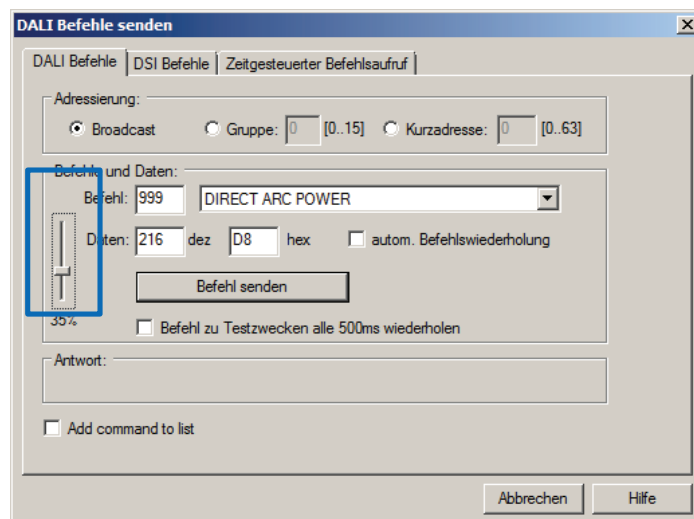 DALI Befehle senden
DALI Befehle DSI Befehle Zeitgesteuerter Befehlsaufruf
Adressierung:
Broadcast Gruppe: 0 [0..15] Kurzadresse: 0 [0..63]
Befehle und Daten:
Befehl: 999 DIRECT ARC POWER
Daten: 216 dez D8 hex autom. Befehlswiederholung
Befehl senden
35% Befehl zu Testzwecken alle 500ms wiederholen
Antwort:
Add command to list
Abbrechen Hilfe